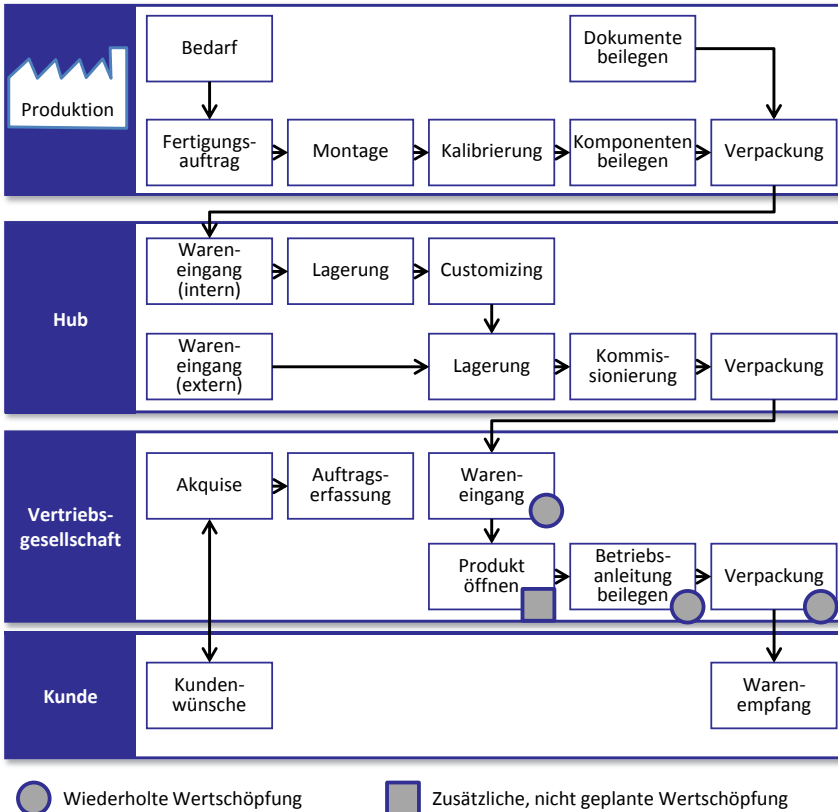 Produktion
Bedarf
Dokumente
beilegen
Fertigungs-
auftrag
Montage
Kalibrierung
Komponenten
beilegen
Verpackung
Hub
Waren-
eingang
(intern)
Lagerung
Customizing
Waren-
eingang
(extern)
Lagerung
Kommis-
sionierung
Verpackung
Vertriebs-
gesellschaft
Akquise
Auftrags-
erfassung
Waren-
eingang
Produkt
öffnen
Betriebs-
anleitung
beilegen
Verpackung
Kunde
Kunden-
wünsche
Waren-
empfang
Wiederholte Wertschöpfung
Zusätzliche, nicht geplante Wertschöpfung